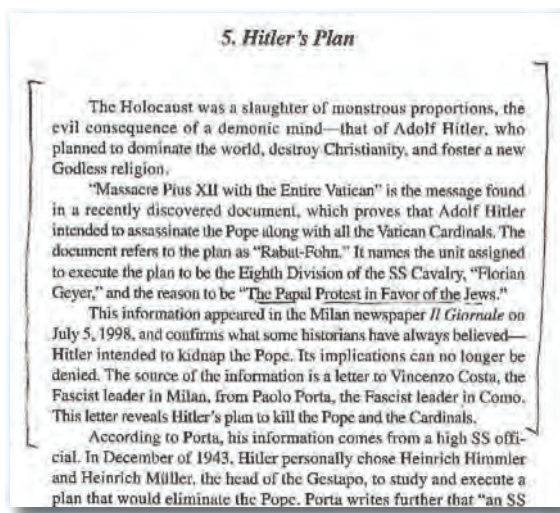 5. Hitler's Plan
The Holocaust was a slaughter of monstrous proportions, the
evil consequence of a demonic mind—that of Adolf Hitler, who
planned to dominate the world, destroy Christianity, and foster a new
Godless religion.
"Massacre Pius XII with the Entire Vatican" is the message found
in a recently discovered document, which proves that Adolf Hitler
intended to assassinate the Pope along with all the Vatican Cardinals. The
document refers to the plan as "Rabat-Fohn." It names the unit assigned
to execute the plan to be the Eighth Division of the SS Cavalry, "Florian
Geyer," and the reason to be "The Papal Protest in Favor of the Jews."
This information appeared in the Milan newspaper Il Giornale on
July 5, 1998, and confirms what some historians have always believed—
Hitler intended to kidnap the Pope. Its implications can no longer be
denied. The source of the information is a letter to Vincenzo Costa, the
Fascist leader in Milan, from Paolo Porta, the Fascist leader in Como.
This letter reveals Hitler's plan to kill the Pope and the Cardinals.
According to Porta, his information comes from a high SS offi-
cial. In December of 1943, Hitler personally chose Heinrich Himmler
and Heinrich Müller, the head of the Gestapo, to study and execute a
plan that would eliminate the Pope. Porta writes further that "an SS